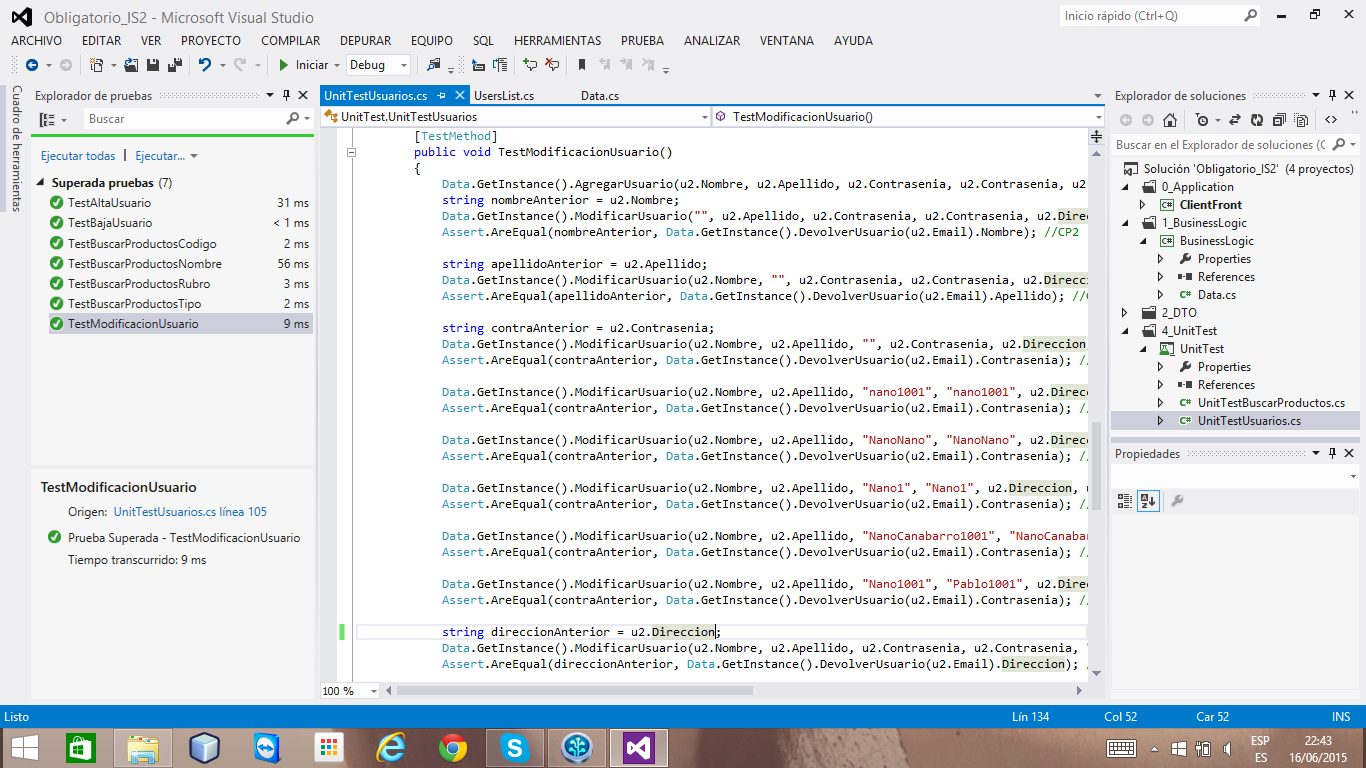 Obligatorio_IS2 - Microsoft Visual Studio
Inicio rápido (Ctrl+Q)
ARCHIVO EDITAR VER PROYECTO COMPILAR DEPURAR EQUIPO SQL HERRAMIENTAS PRUEBA ANALIZAR VENTANA AYUDA
Iniciar Debug
Cuadro de herramientas
Explorador de pruebas
Buscar
Ejecutar todas | Ejecutar...
Superada pruebas (7)
TestAltaUsuario 31 ms
TestBajaUsuario < 1 ms
TestBuscarProductosCodigo 2 ms
TestBuscarProductosNombre 56 ms
TestBuscarProductosRubro 3 ms
TestBuscarProductosTipo 2 ms
TestModificacionUsuario 9 ms
TestModificacionUsuario
Origen: UnitTestUsuarios.cs línea 105
Prueba Superada - TestModificacionUsuario
Tiempo transcurrido: 9 ms
UnitTestUsuarios.cs UsersList.cs Data.cs
UnitTest.UnitTestUsuarios TestModificacionUsuario()
[TestMethod]
public void TestModificacionUsuario()
{
Data.GetInstance().AgregarUsuario(u2.Nombre, u2.Apellido, u2.Contrasenia, u2.Contrasenia, u2
string nombreAnterior = u2.Nombre;
Data.GetInstance().ModificarUsuario("", u2.Apellido, u2.Contrasenia, u2.Contrasenia, u2.Direc
Assert.AreEqual(nombreAnterior, Data.GetInstance().DevolverUsuario(u2.Email).Nombre); //CP2
string apellidoAnterior = u2.Apellido;
Data.GetInstance().ModificarUsuario(u2.Nombre, "", u2.Contrasenia, u2.Contrasenia, u2.Direcci
Assert.AreEqual(apellidoAnterior, Data.GetInstance().DevolverUsuario(u2.Email).Apellido); //
string contraAnterior = u2.Contrasenia;
Data.GetInstance().ModificarUsuario(u2.Nombre, u2.Apellido, "", u2.Contrasenia, u2.Direccion
Assert.AreEqual(contraAnterior, Data.GetInstance().DevolverUsuario(u2.Email).Contrasenia); /
Data.GetInstance().ModificarUsuario(u2.Nombre, u2.Apellido, "nano1001", "nano1001", u2.Direc
Assert.AreEqual(contraAnterior, Data.GetInstance().DevolverUsuario(u2.Email).Contrasenia); /
Data.GetInstance().ModificarUsuario(u2.Nombre, u2.Apellido, "NanoNano", "NanoNano", u2.Direc
Assert.AreEqual(contraAnterior, Data.GetInstance().DevolverUsuario(u2.Email).Contrasenia); /
Data.GetInstance().ModificarUsuario(u2.Nombre, u2.Apellido, "Nano1", "Nano1", u2.Direccion, u
Assert.AreEqual(contraAnterior, Data.GetInstance().DevolverUsuario(u2.Email).Contrasenia); /
Data.GetInstance().ModificarUsuario(u2.Nombre, u2.Apellido, "NanoCanabarro1001", "NanoCanabar
Assert.AreEqual(contraAnterior, Data.GetInstance().DevolverUsuario(u2.Email).Contrasenia); /
Data.GetInstance().ModificarUsuario(u2.Nombre, u2.Apellido, "Nano1001", "Pablo1001", u2.Dire
Assert.AreEqual(contraAnterior, Data.GetInstance().DevolverUsuario(u2.Email).Contrasenia); /
string direccionAnterior = u2.Direccion;
Data.GetInstance().ModificarUsuario(u2.Nombre, u2.Apellido, u2.Contrasenia, u2.Contrasenia, "
Assert.AreEqual(direccionAnterior, Data.GetInstance().DevolverUsuario(u2.Email).Direccion); /
100 %
Explorador de soluciones
Buscar en el Explorador de soluciones (C
Solución 'Obligatorio_IS2' (4 proyectos)
0_Application
ClientFront
1_BusinessLogic
BusinessLogic
Properties
References
Data.cs
2_DTO
4_UnitTest
UnitTest
Properties
References
UnitTestBuscarProductos.cs
UnitTestUsuarios.cs
Propiedades
Listo Lín 134 Col 52 Car 52 INS
ESP
ES
22:43
16/06/2015